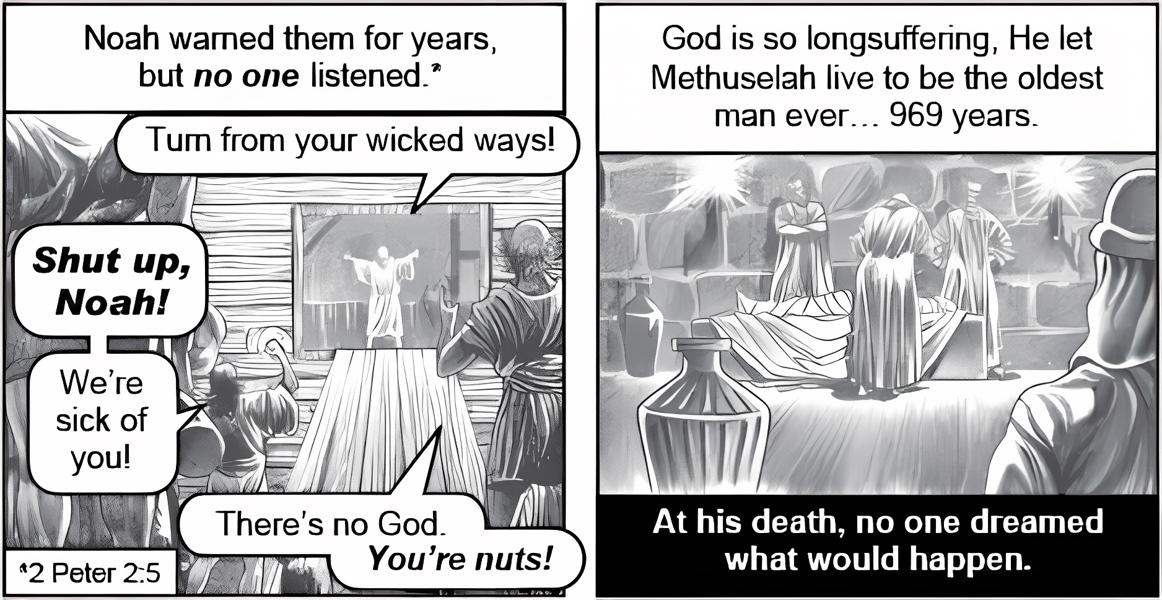 Noah warned them for years,
but no one listened.*
Turn from your wicked ways!
Shut up,
Noah!
We're
sick of
you!
There's no God.
You're nuts!
*2 Peter 2:5
God is so longsuffering, He let
Methuselah live to be the oldest
man ever... 969 years.
At his death, no one dreamed
what would happen.